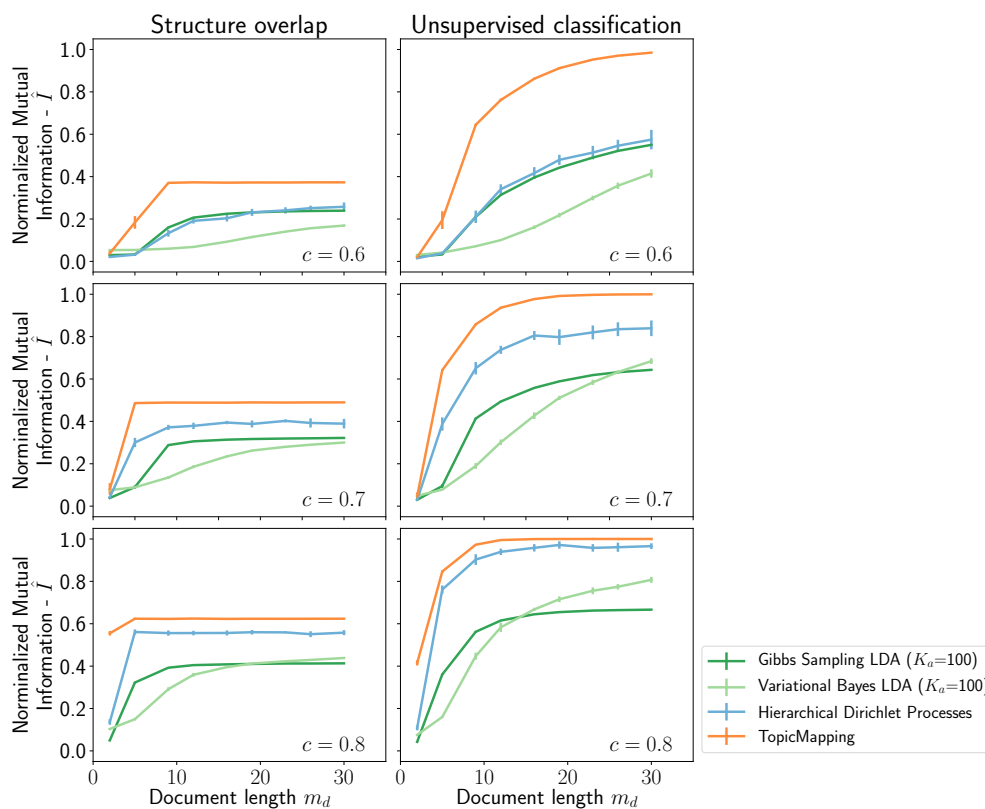 Structure overlap
Unsupervised classification
Norminalized Mutual
Information - Î
1.0
0.8
0.6
0.4
0.2
0.0
c = 0.6
c = 0.6
Norminalized Mutual
Information - Î
1.0
0.8
0.6
0.4
0.2
0.0
c = 0.7
c = 0.7
Norminalized Mutual
Information - Î
1.0
0.8
0.6
0.4
0.2
0.0
c = 0.8
c = 0.8
0 10 20 30
0 10 20 30
Document length m_d
Document length m_d
Gibbs Sampling LDA (K_a=100)
Variational Bayes LDA (K_a=100)
Hierarchical Dirichlet Processes
TopicMapping